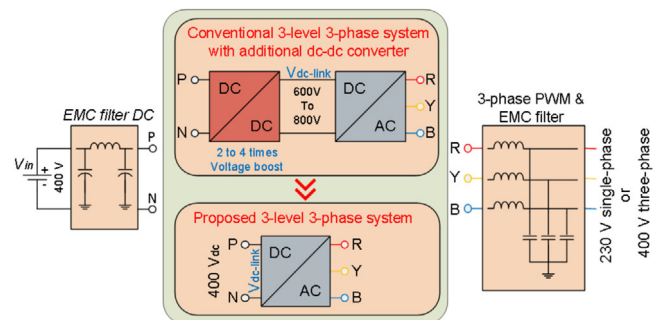 Conventional 3-level 3-phase system
with additional dc-dc converter
P
N
DC
DC
2 to 4 times
Voltage boost
Vdc-link
600V
To
800V
DC
AC
R
Y
B
EMC filter DC
Vin
+
-
400 V
P
N
Proposed 3-level 3-phase system
400 Vdc
P
N
Vdc-link
DC
AC
R
Y
B
3-phase PWM &
EMC filter
R
Y
B
230 V single-phase
or
400 V three-phase